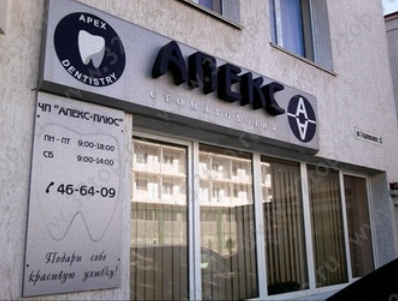 APEX
DENTISTRY
АПЕКС
СТОМАТОЛОГИЯ
ЧП "АПЕКС-ПЛЮС"
ПН - ПТ 9:00-18:00
СБ 9:00-14:00
46-64-09
Подари себе
красивую улыбку!